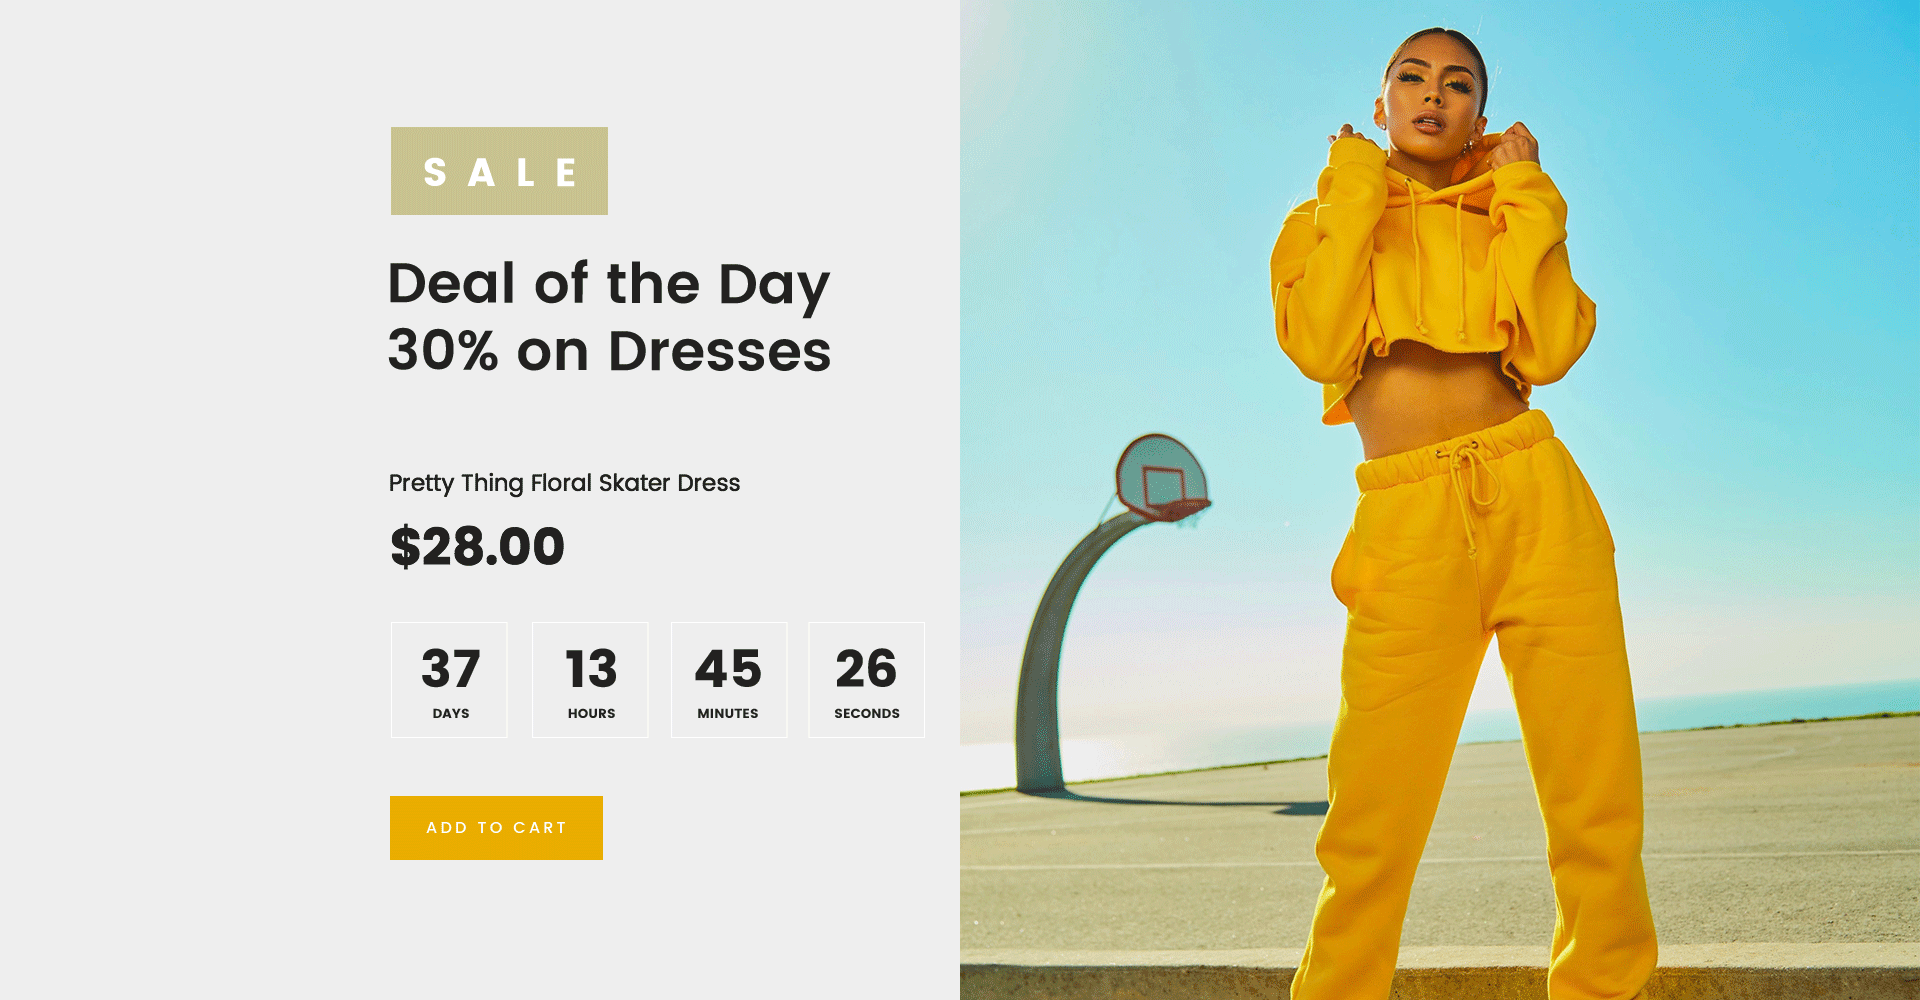 SALE
Deal of the Day
30% on Dresses
Pretty Thing Floral Skater Dress
$28.00
37 13 45 26
DAYS HOURS MINUTES SECONDS
ADD TO CART